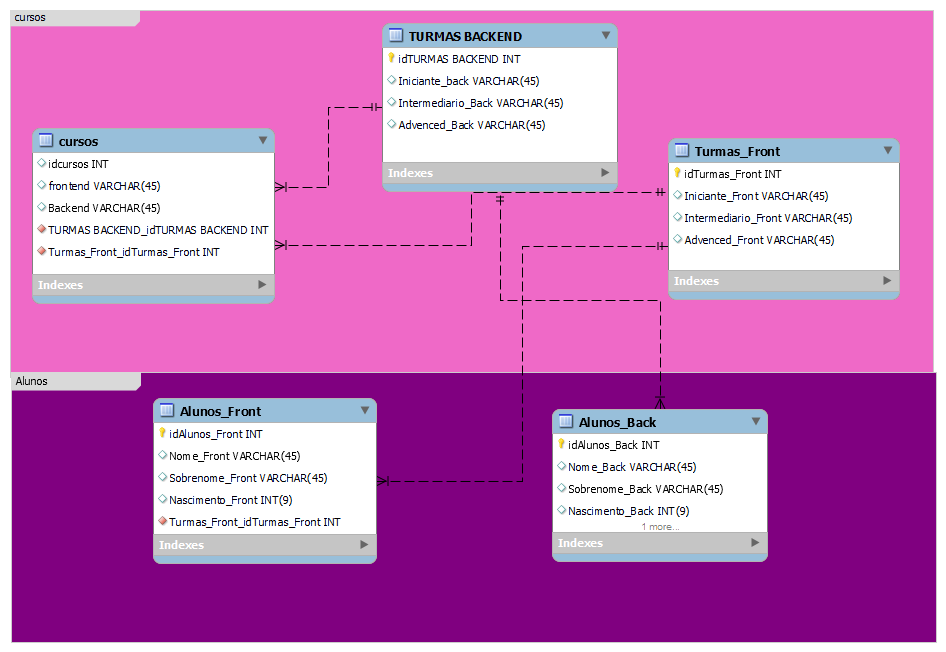 cursos
TURMAS BACKEND
idTURMAS BACKEND INT
Iniciante_back VARCHAR(45)
Intermediario_Back VARCHAR(45)
Advenced_Back VARCHAR(45)
Indexes
cursos
idcursos INT
frontend VARCHAR(45)
Backend VARCHAR(45)
TURMAS BACKEND_idTURMAS BACKEND INT
Turmas_Front_idTurmas_Front INT
Indexes
Turmas_Front
idTurmas_Front INT
Iniciante_Front VARCHAR(45)
Intermediario_Front VARCHAR(45)
Advenced_Front VARCHAR(45)
Indexes
Alunos
Alunos_Front
idAlunos_Front INT
Nome_Front VARCHAR(45)
Sobrenome_Front VARCHAR(45)
Nascimento_Front INT(9)
Turmas_Front_idTurmas_Front INT
Indexes
Alunos_Back
idAlunos_Back INT
Nome_Back VARCHAR(45)
Sobrenome_Back VARCHAR(45)
Nascimento_Back INT(9)
1 more...
Indexes